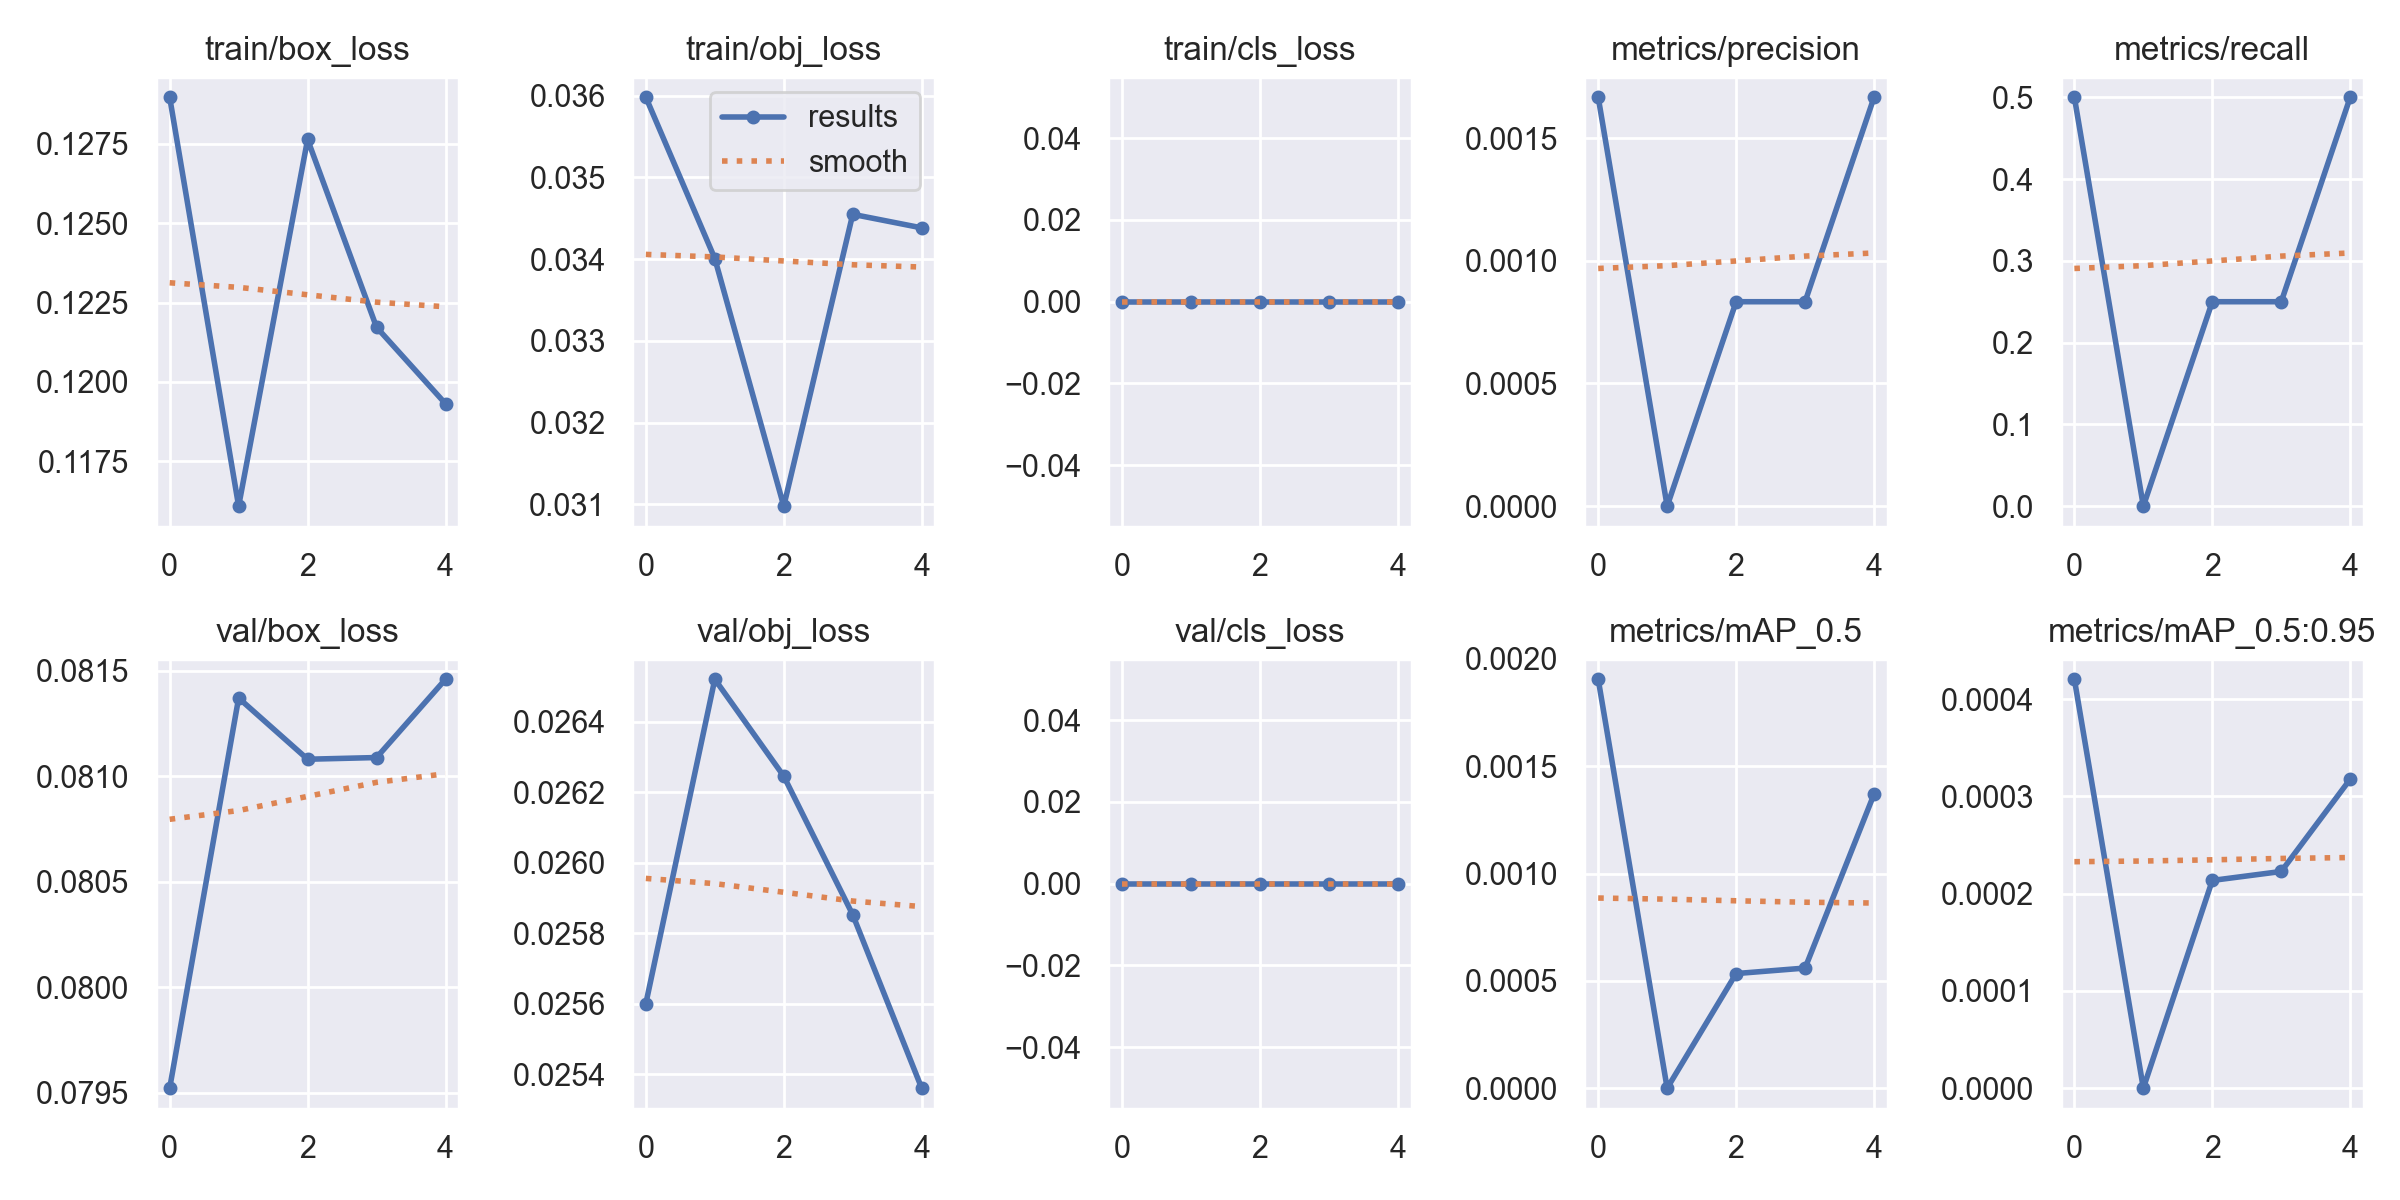 train/box_loss
0.1275
0.1250
0.1225
0.1200
0.1175
0 2 4
train/obj_loss
results
smooth
0.036
0.035
0.034
0.033
0.032
0.031
0 2 4
train/cls_loss
0.04
0.02
0.00
−0.02
−0.04
0 2 4
metrics/precision
0.0015
0.0010
0.0005
0.0000
0 2 4
metrics/recall
0.5
0.4
0.3
0.2
0.1
0.0
0 2 4
val/box_loss
0.0815
0.0810
0.0805
0.0800
0.0795
0 2 4
val/obj_loss
0.0264
0.0262
0.0260
0.0258
0.0256
0.0254
0 2 4
val/cls_loss
0.04
0.02
0.00
−0.02
−0.04
0 2 4
metrics/mAP_0.5
0.0020
0.0015
0.0010
0.0005
0.0000
0 2 4
metrics/mAP_0.5:0.95
0.0004
0.0003
0.0002
0.0001
0.0000
0 2 4